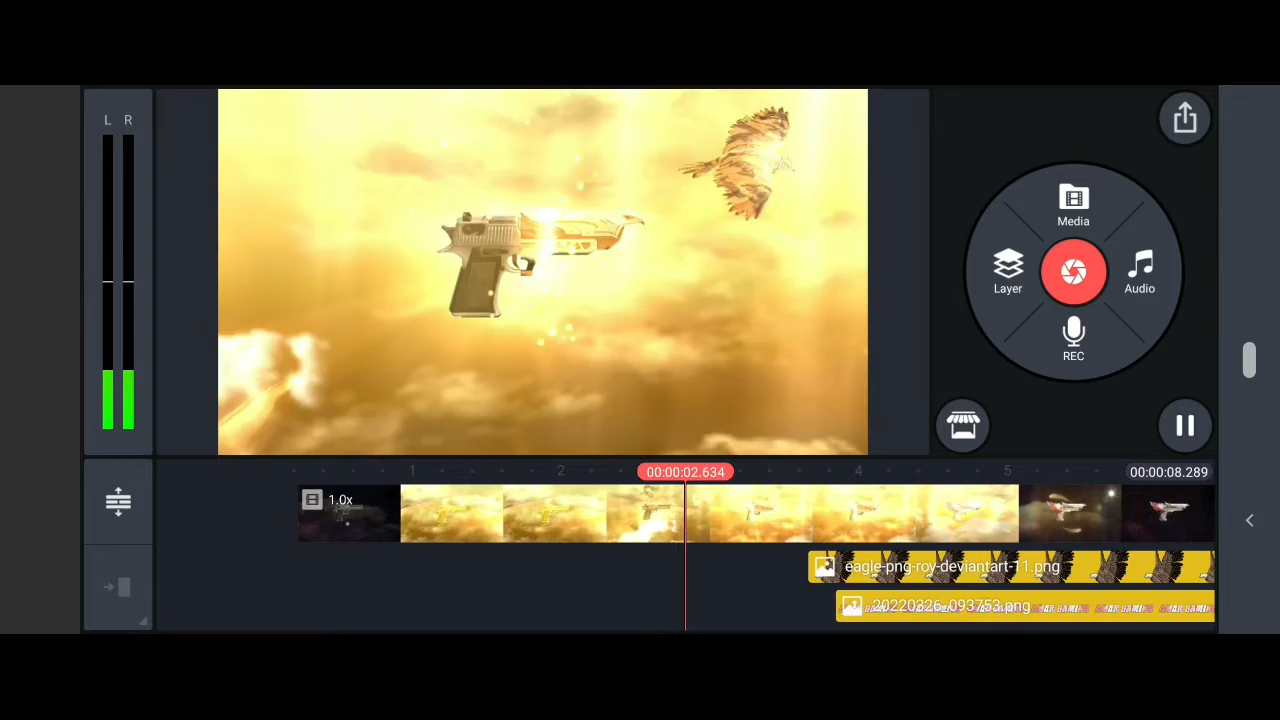 L R
Media
Layer
Audio
REC
1 2 4 5
00:00:02.634
00:00:08.289
1.0x
eagle-png-roy-deviantart-11.png
20220326_093753.png